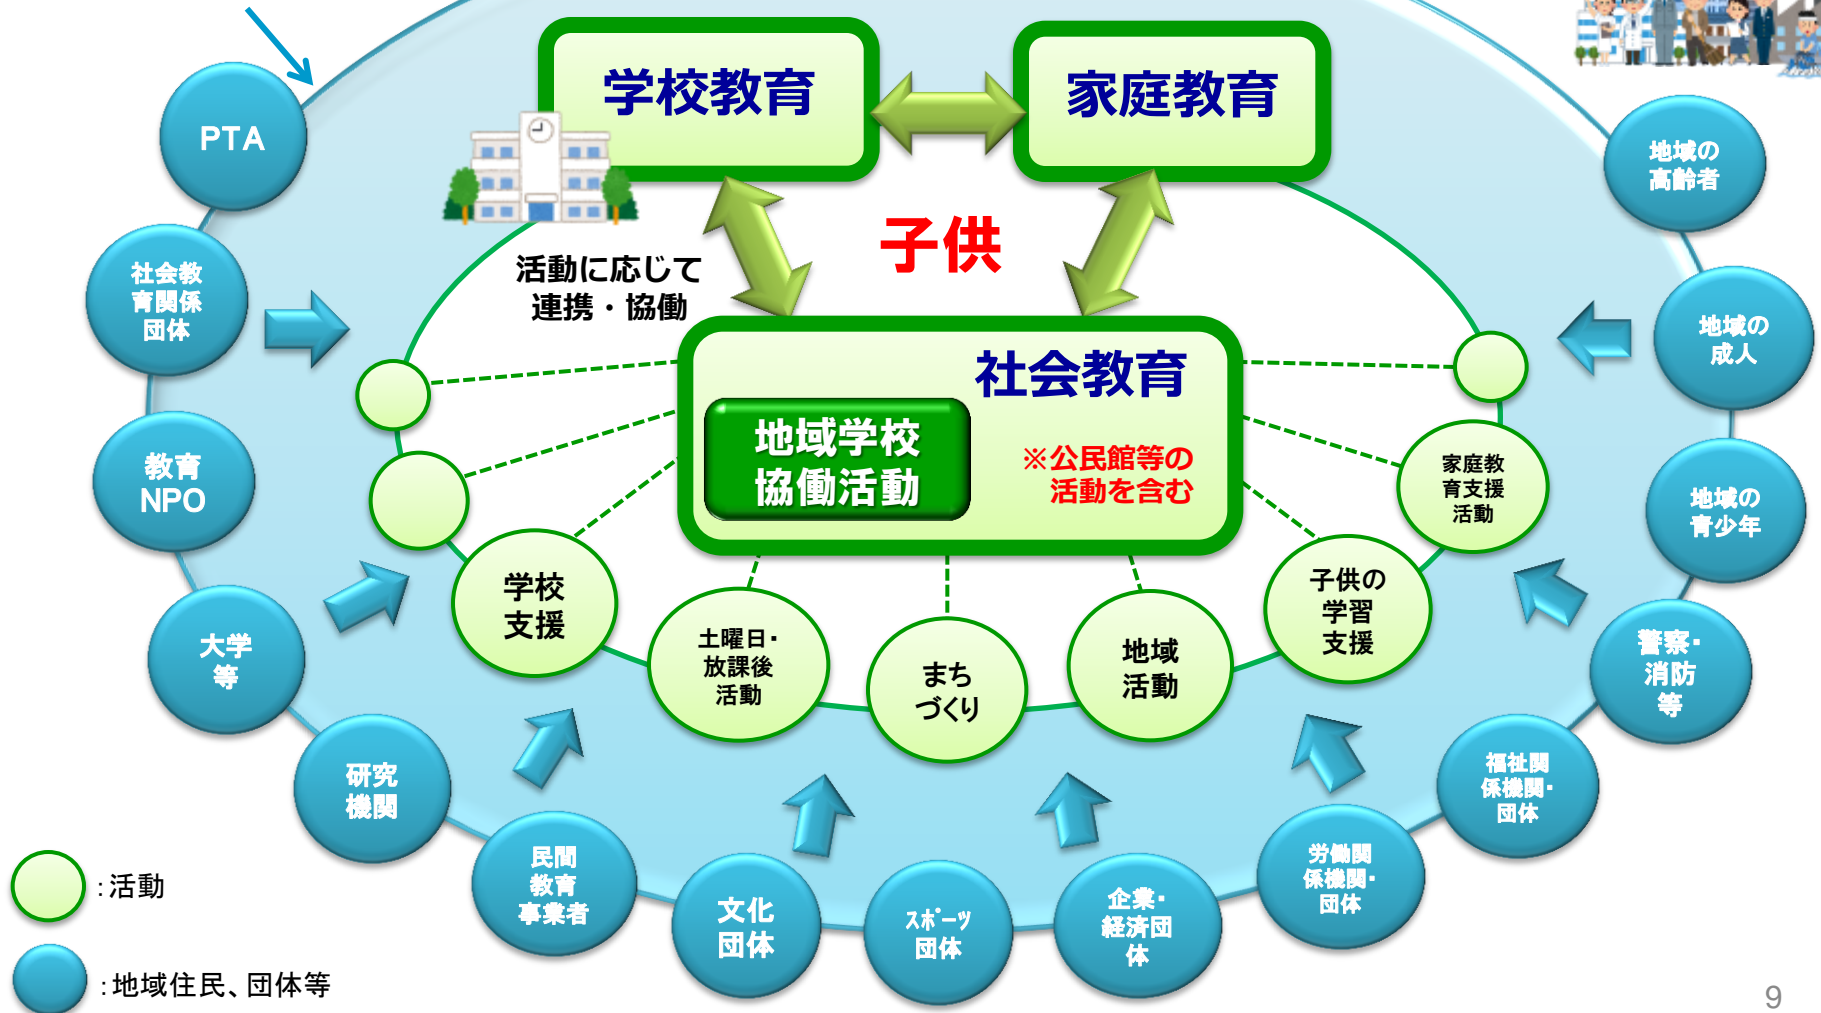 学校教育
家庭教育
子供
活動に応じて
連携・協働
社会教育
地域学校
協働活動
※公民館等の
活動を含む
PTA
社会教
育関係
団体
教育
NPO
大学
等
研究
機関
民間
教育
事業者
文化
団体
ｽﾎﾟｰﾂ
団体
企業・
経済団
体
労働関
係機関・
団体
福祉関
係機関・
団体
警察・
消防
等
地域の
青少年
地域の
成人
地域の
高齢者
学校
支援
土曜日・
放課後
活動
まち
づくり
地域
活動
子供の
学習
支援
家庭教
育支援
活動
：活動
：地域住民、団体等
9